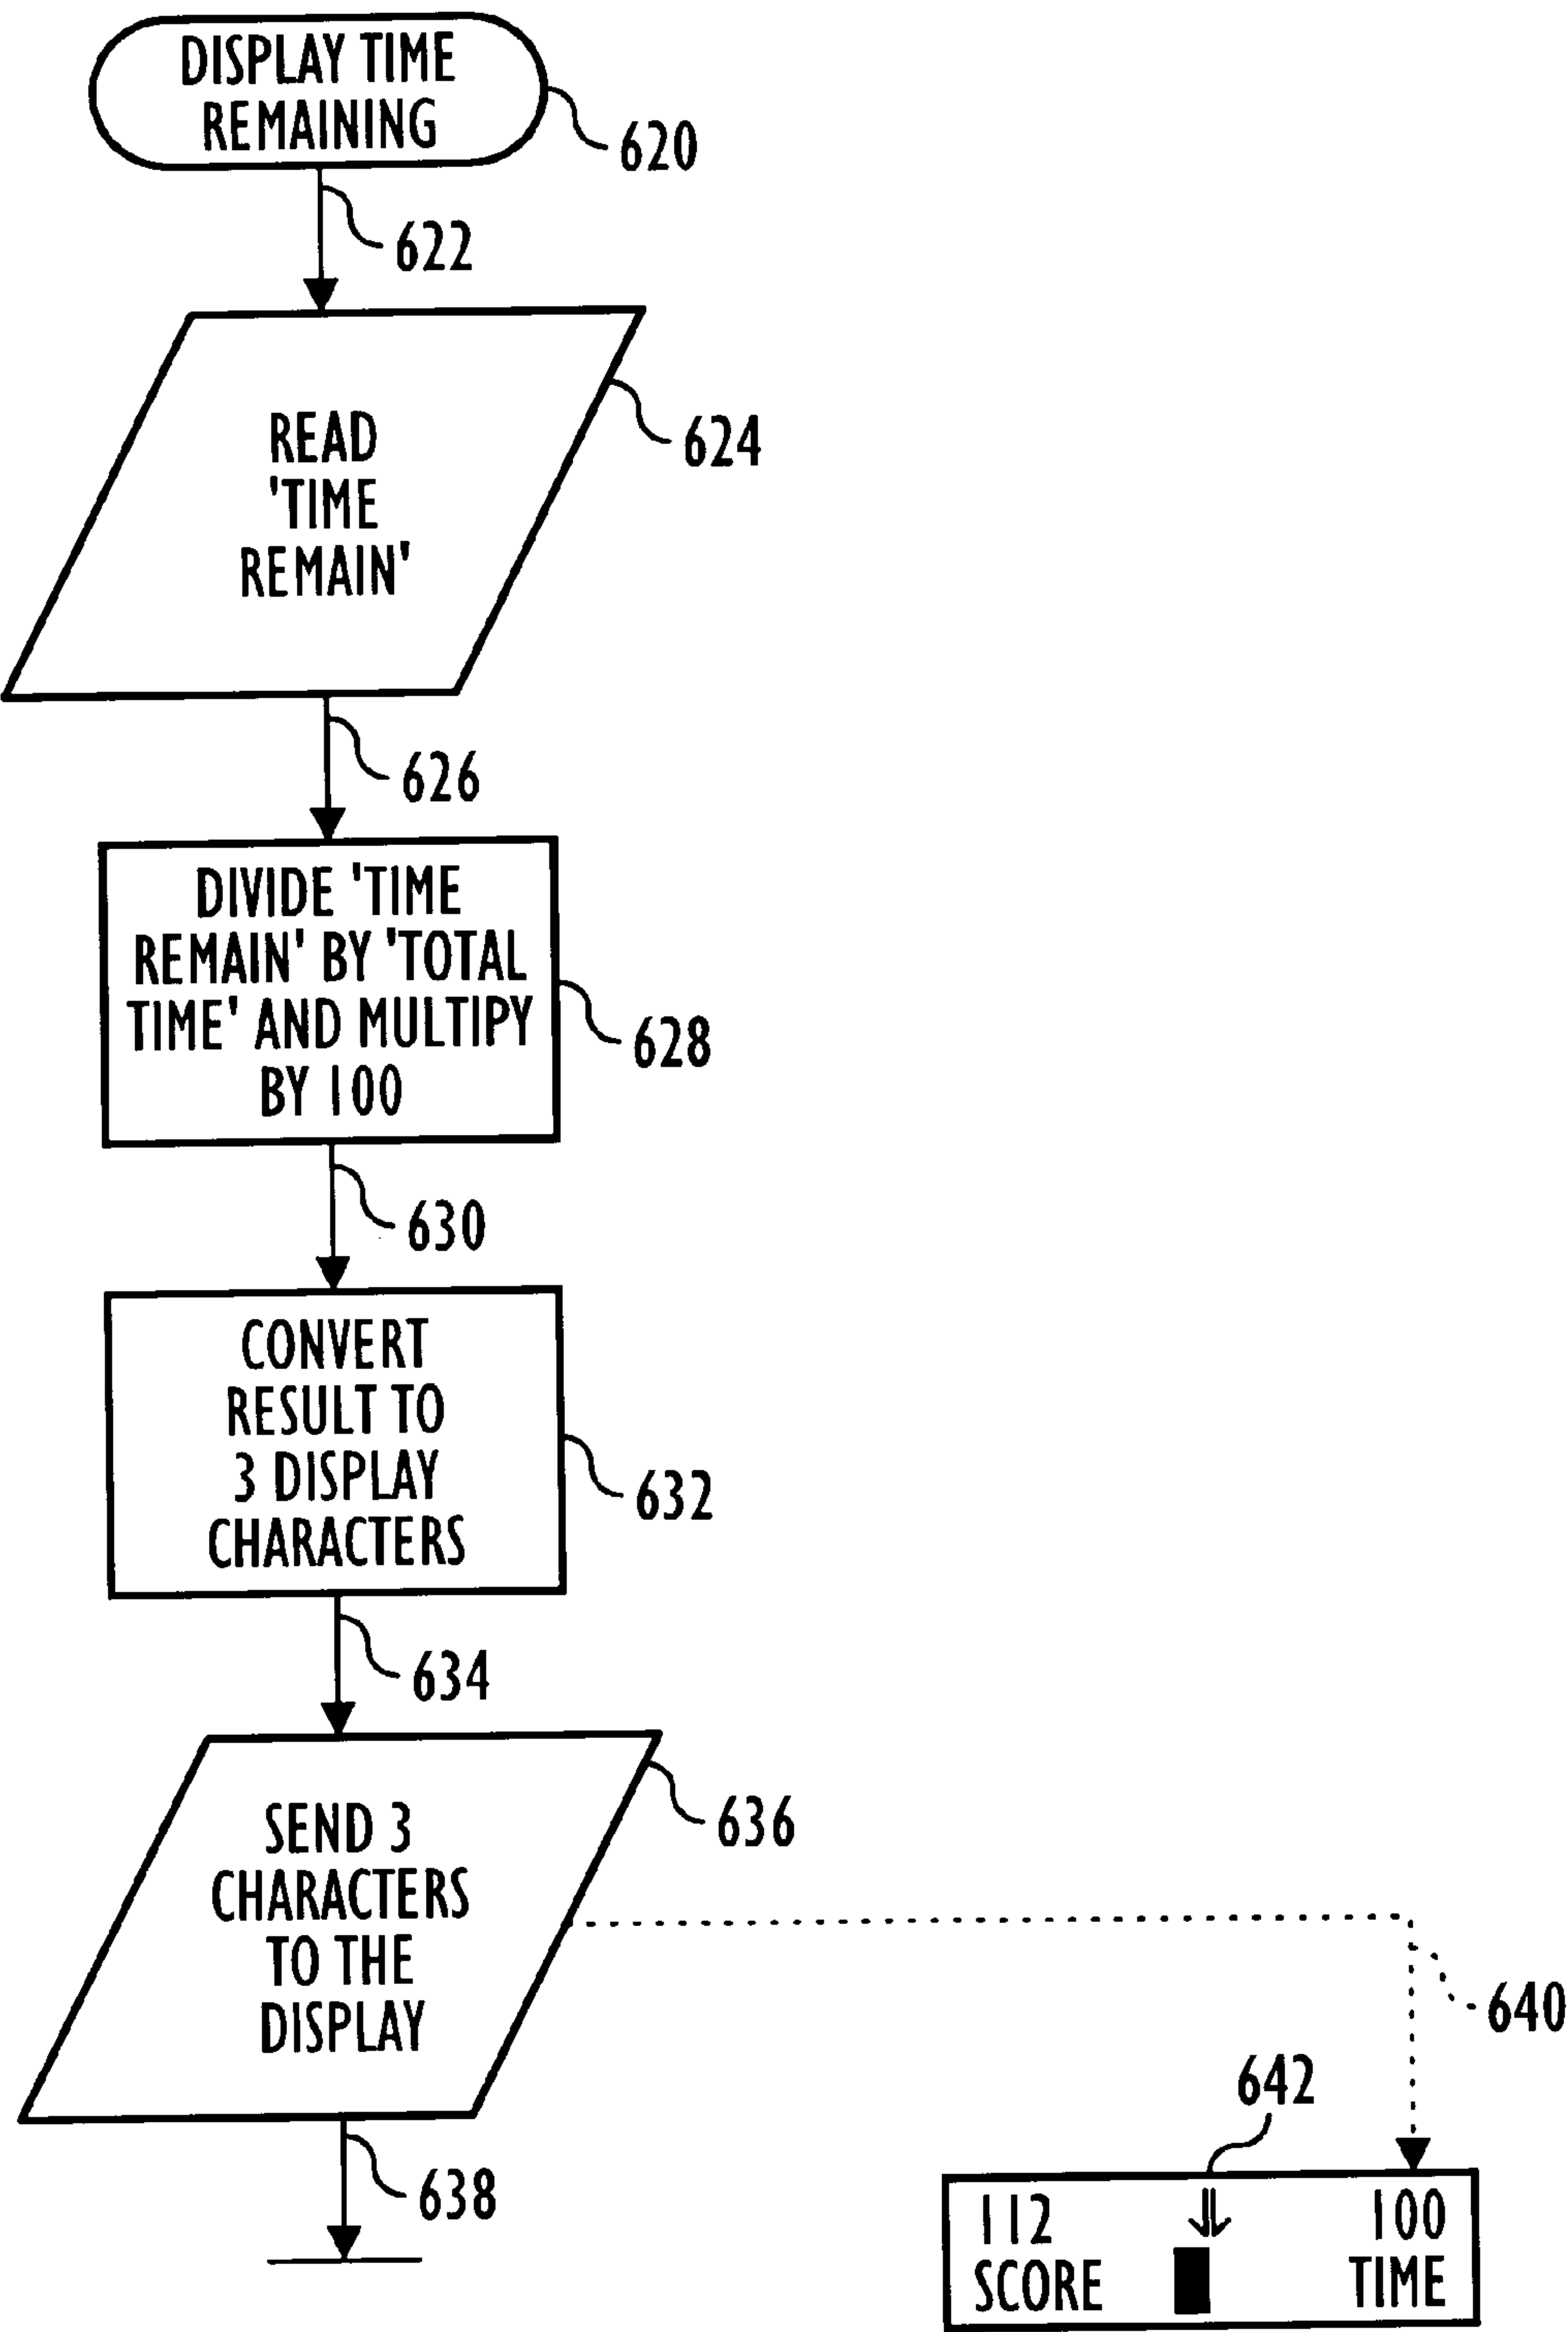 DISPLAY TIME
REMAINING
620
622
READ
'TIME
REMAIN'
624
626
DIVIDE 'TIME
REMAIN' BY 'TOTAL
TIME' AND MULTIPY
BY 100
628
630
CONVERT
RESULT TO
3 DISPLAY
CHARACTERS
632
634
SEND 3
CHARACTERS
TO THE
DISPLAY
636
638
640
642
112 ⇓ 100
SCORE TIME